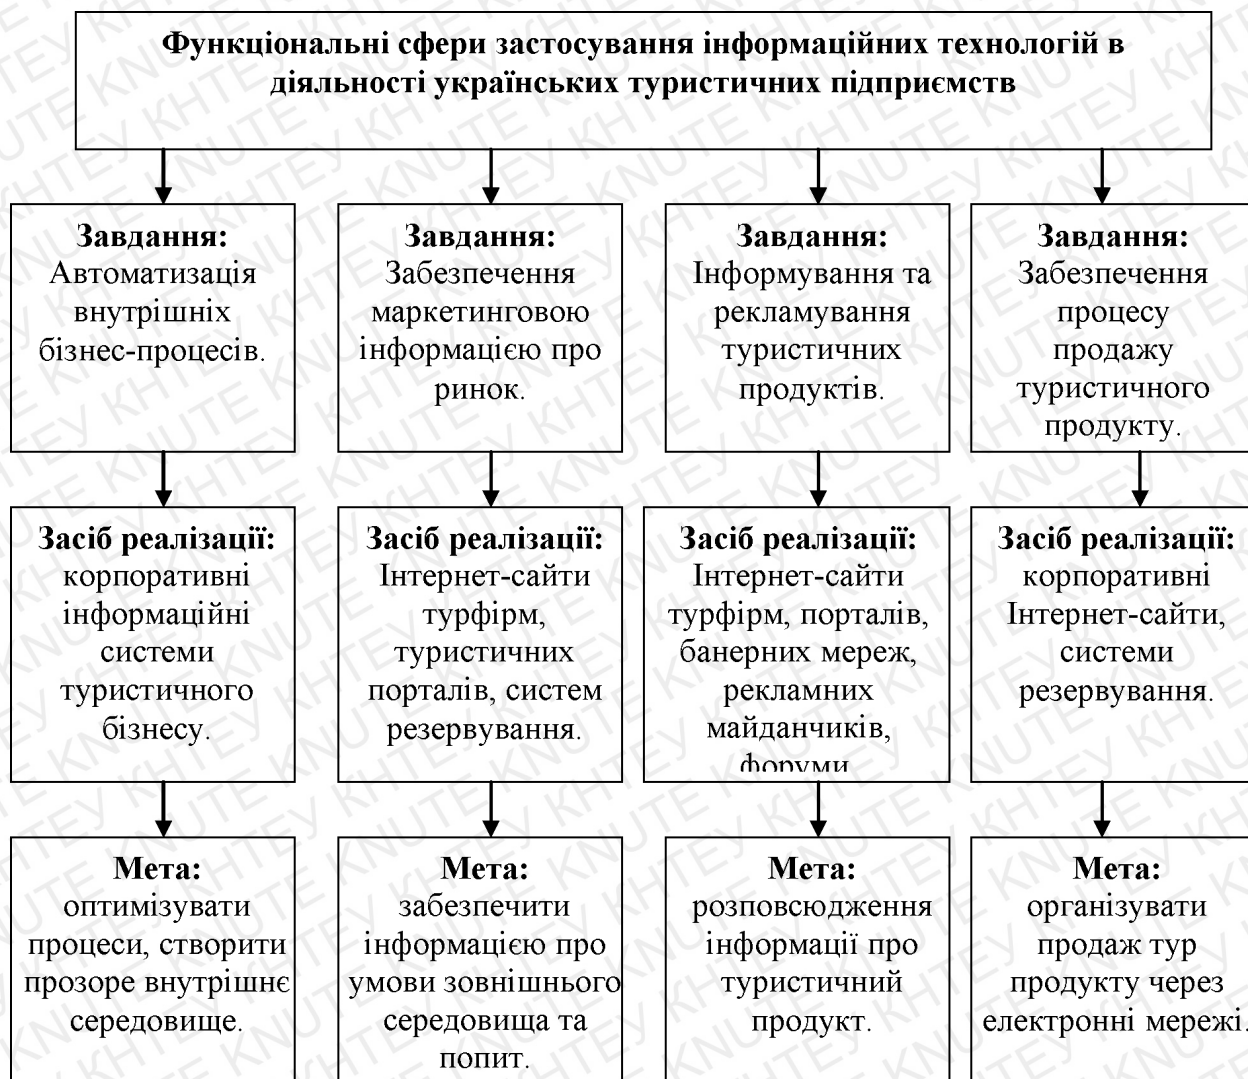 Функціональні сфери застосування інформаційних технологій в
діяльності українських туристичних підприємств
Завдання:
Автоматизація
внутрішніх
бізнес-процесів.
Завдання:
Забезпечення
маркетинговою
інформацією про
ринок.
Завдання:
Інформування та
рекламування
туристичних
продуктів.
Завдання:
Забезпечення
процесу
продажу
туристичного
продукту.
Засіб реалізації:
корпоративні
інформаційні
системи
туристичного
бізнесу.
Засіб реалізації:
Інтернет-сайти
турфірм,
туристичних
порталів, систем
резервування.
Засіб реалізації:
Інтернет-сайти
турфірм, порталів,
банерних мереж,
рекламних
майданчиків,
форуми
Засіб реалізації:
корпоративні
Інтернет-сайти,
системи
резервування.
Мета:
оптимізувати
процеси, створити
прозоре внутрішнє
середовище.
Мета:
забезпечити
інформацією про
умови зовнішнього
середовища та
попит.
Мета:
розповсюдження
інформації про
туристичний
продукт.
Мета:
організувати
продаж тур
продукту через
електронні мережі.